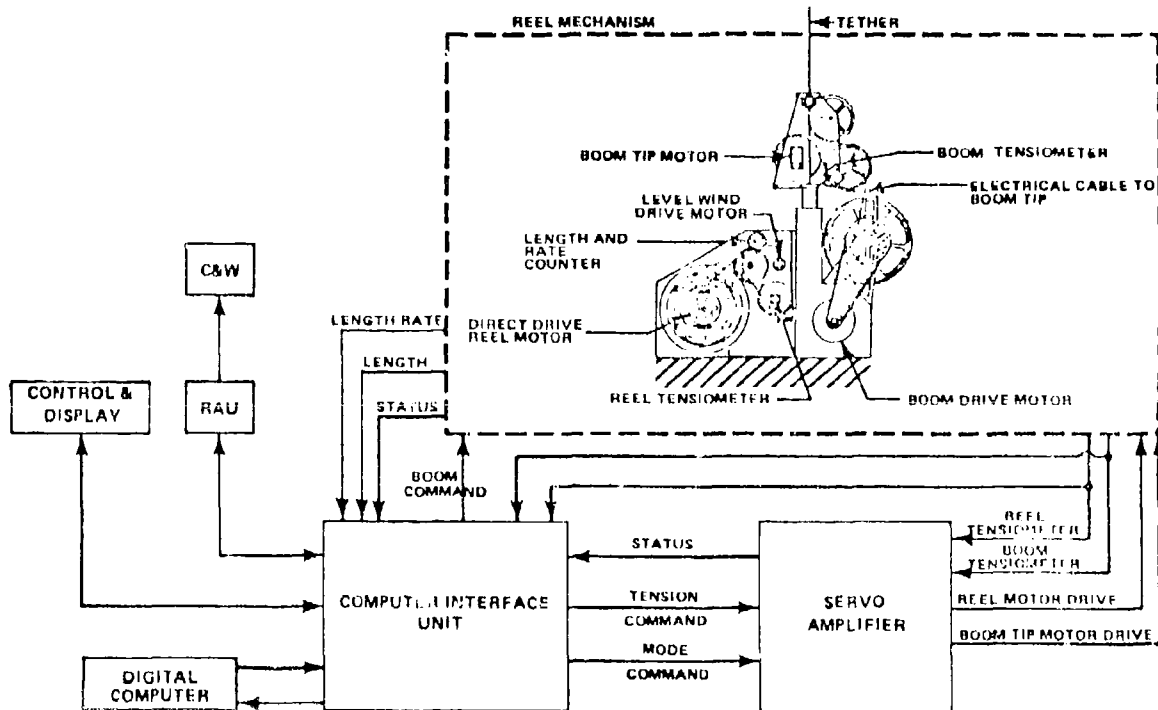 REEL MECHANISM
TETHER
BOOM TIP MOTOR
BOOM TENSIOMETER
ELECTRICAL CABLE TO
BOOM TIP
LEVEL WIND
DRIVE MOTOR
LENGTH AND
RATE
COUNTER
C&W
LENGTH RATE
DIRECT DRIVE
REEL MOTOR
LENGTH
CONTROL &
DISPLAY
RAU
STATUS
REEL TENSIOMETER
BOOM DRIVE MOTOR
BOOM
COMMAND
REEL
TENSIOMETER
STATUS
BOOM
TENSIOMETER
COMPUTER INTERFACE
UNIT
TENSION
COMMAND
SERVO
AMPLIFIER
REEL MOTOR DRIVE
BOOM TIP MOTOR DRIVE
MODE
COMMAND
DIGITAL
COMPUTER